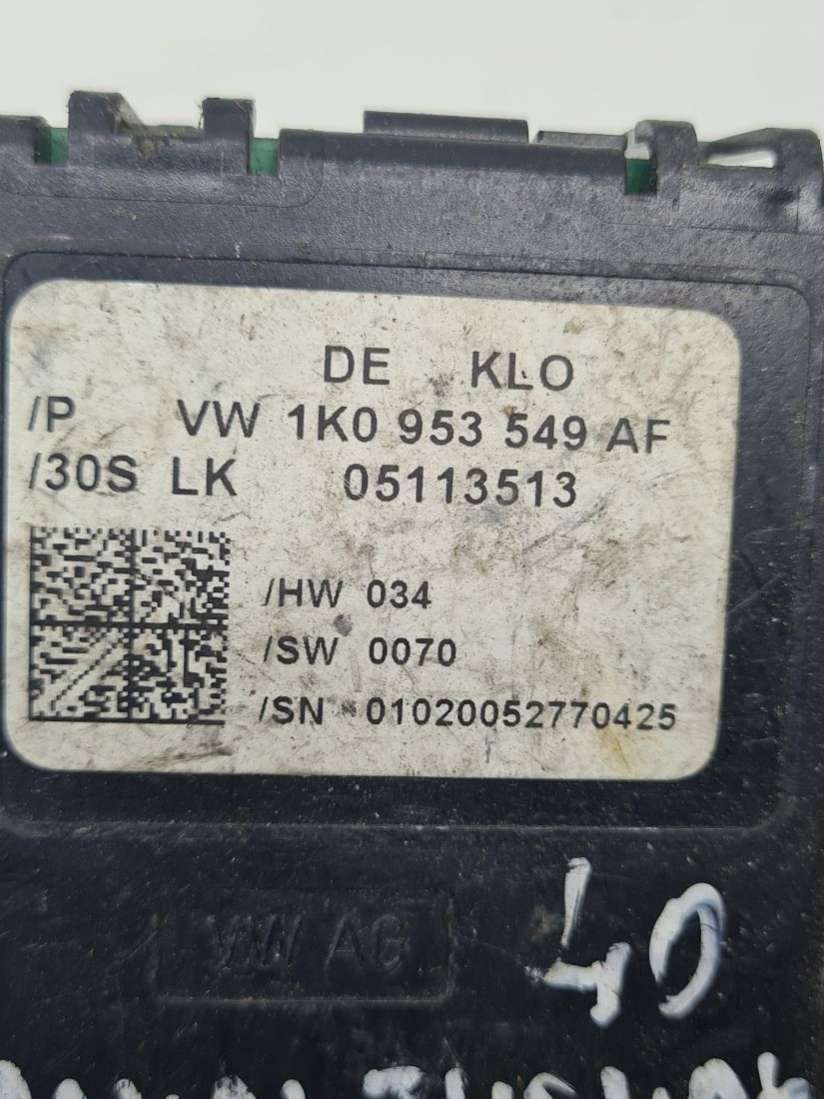 DE KLO
/P VW 1K0 953 549 AF
/30S LK 05113513
/HW 034
/SW 0070
/SN 01020052770425
VW AG
40